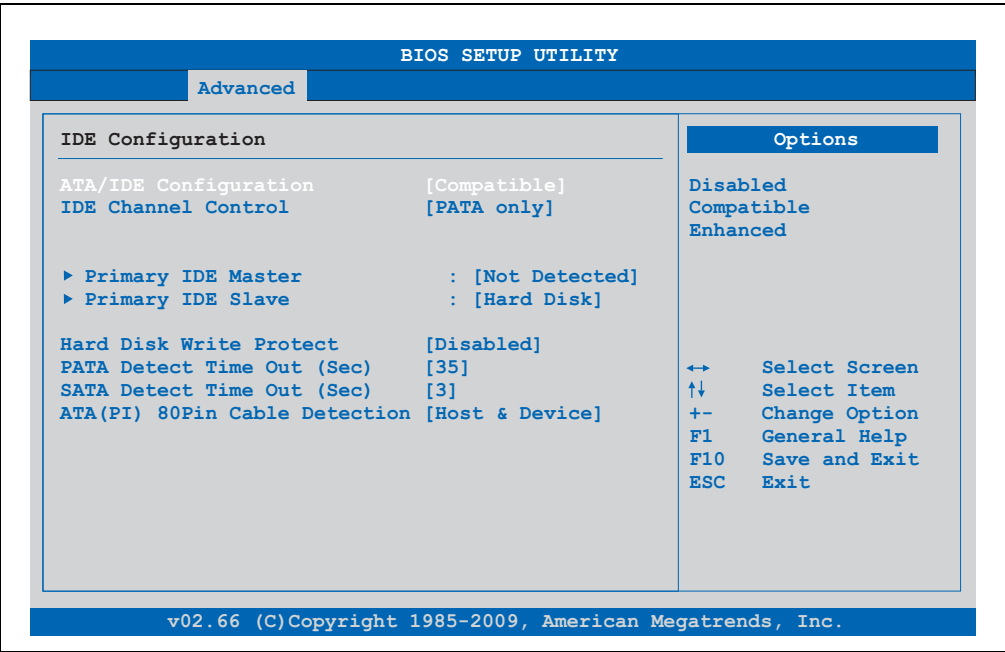 BIOS SETUP UTILITY
Advanced
IDE Configuration
ATA/IDE Configuration [Compatible]
IDE Channel Control [PATA only]
Primary IDE Master : [Not Detected]
Primary IDE Slave : [Hard Disk]
Hard Disk Write Protect [Disabled]
PATA Detect Time Out (Sec) [35]
SATA Detect Time Out (Sec) [3]
ATA(PI) 80Pin Cable Detection [Host & Device]
Options
Disabled
Compatible
Enhanced
↔ Select Screen
↑↓ Select Item
+- Change Option
F1 General Help
F10 Save and Exit
ESC Exit
v02.66 (C)Copyright 1985-2009, American Megatrends, Inc.